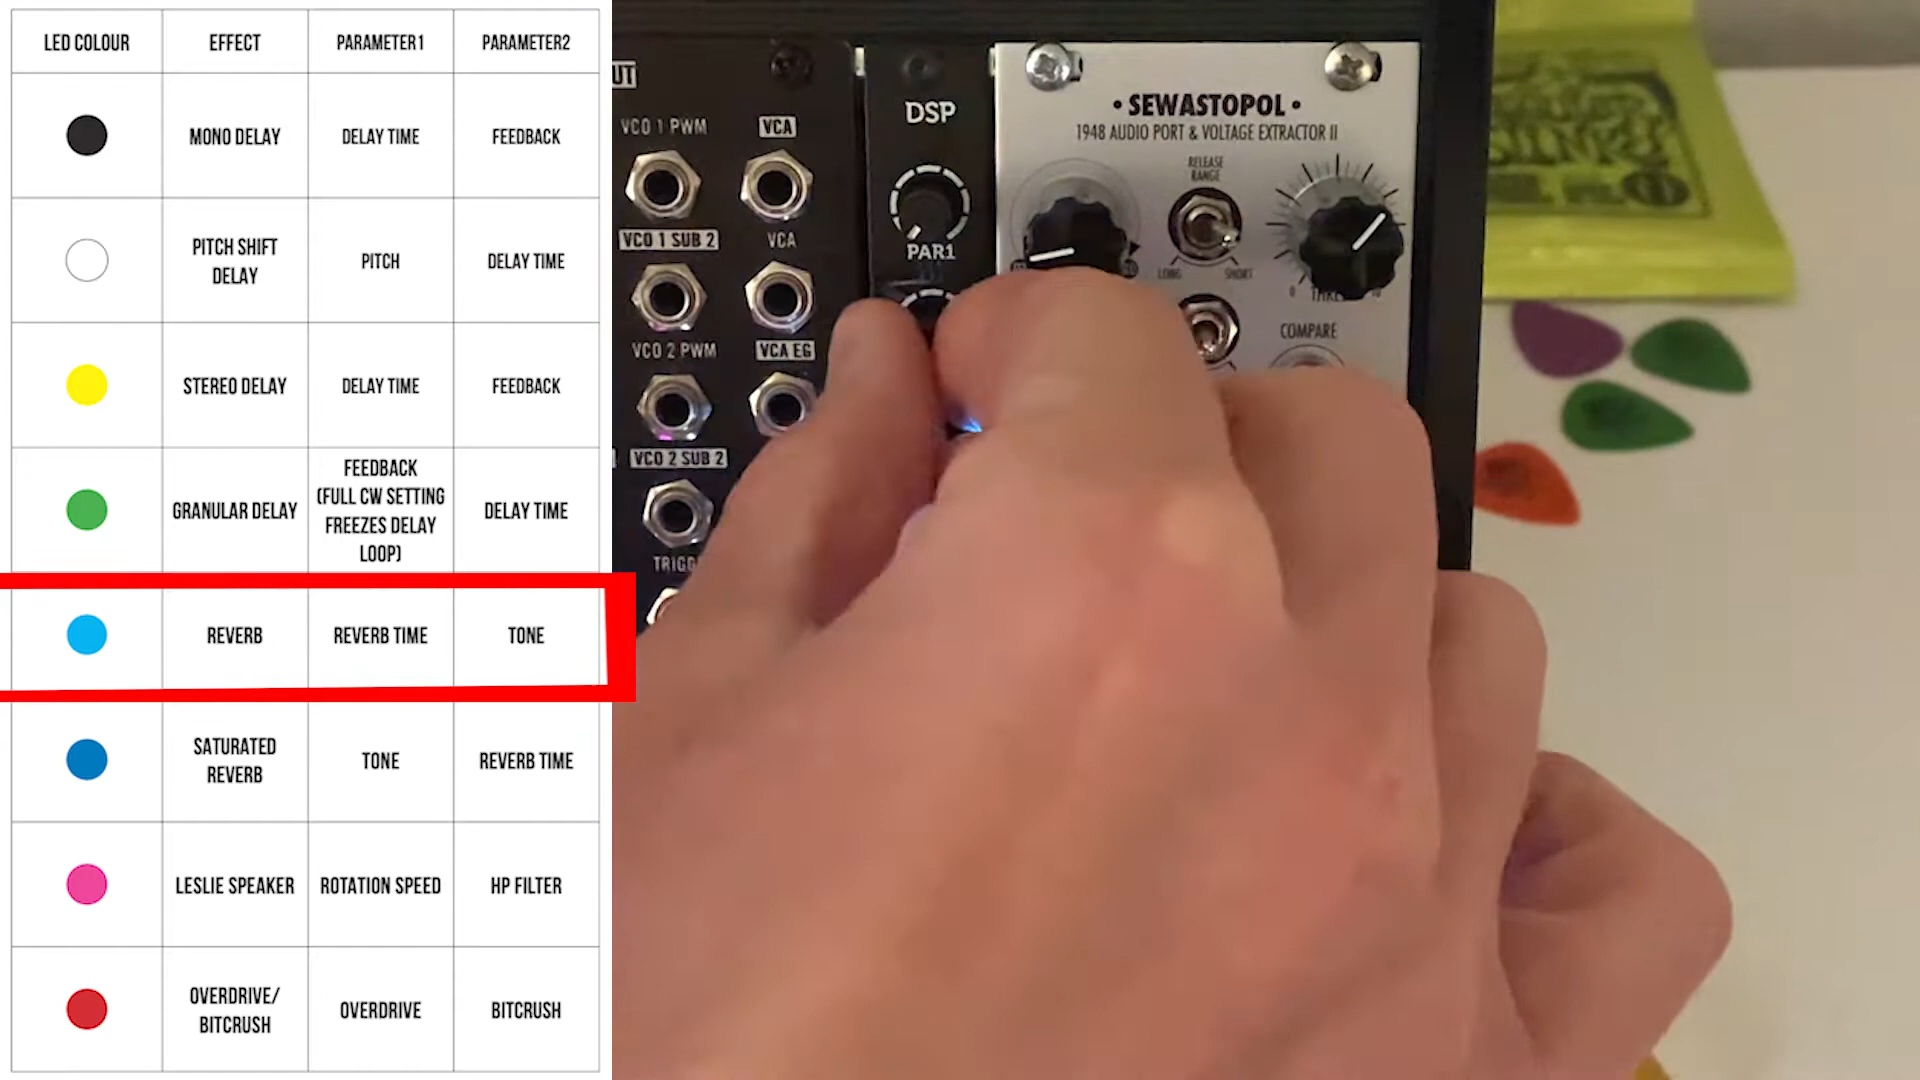 LED COLOUR EFFECT PARAMETER1 PARAMETER2
MONO DELAY DELAY TIME FEEDBACK
PITCH SHIFT
DELAY
PITCH DELAY TIME
STEREO DELAY DELAY TIME FEEDBACK
GRANULAR DELAY
FEEDBACK
(FULL CW SETTING
FREEZES DELAY
LOOP)
DELAY TIME
REVERB REVERB TIME TONE
SATURATED
REVERB
TONE REVERB TIME
LESLIE SPEAKER ROTATION SPEED HP FILTER
OVERDRIVE/
BITCRUSH
OVERDRIVE BITCRUSH
VCO 1 PWM VCA
VCO 1 SUB 2 VCA
VCO 2 PWM VCA EG
VCO 2 SUB 2
DSP
PAR1
• SEWASTOPOL •
1948 AUDIO PORT & VOLTAGE EXTRACTOR II
RELEASE
RANGE
LONG SHORT
0 10
COMPARE